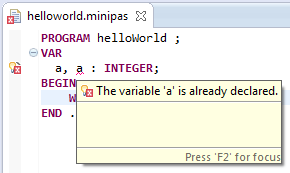 helloworld.minipas
PROGRAM helloWorld ;
VAR
a, a : INTEGER;
BEGIN
The variable 'a' is already declared.
W
END .
Press 'F2' for focus